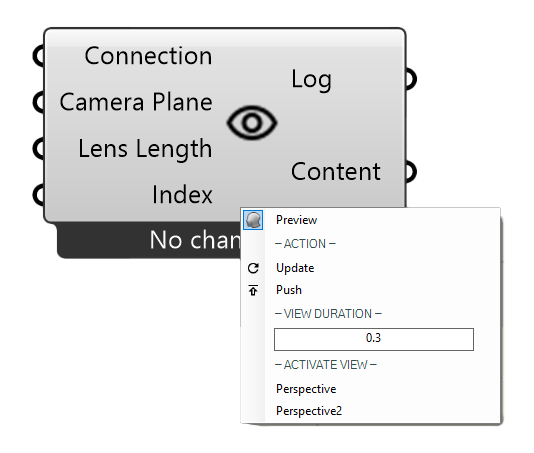 Connection
Camera Plane
Lens Length
Index
Log
Content
No chan
Preview
– ACTION –
Update
Push
– VIEW DURATION –
0.3
– ACTIVATE VIEW –
Perspective
Perspective2